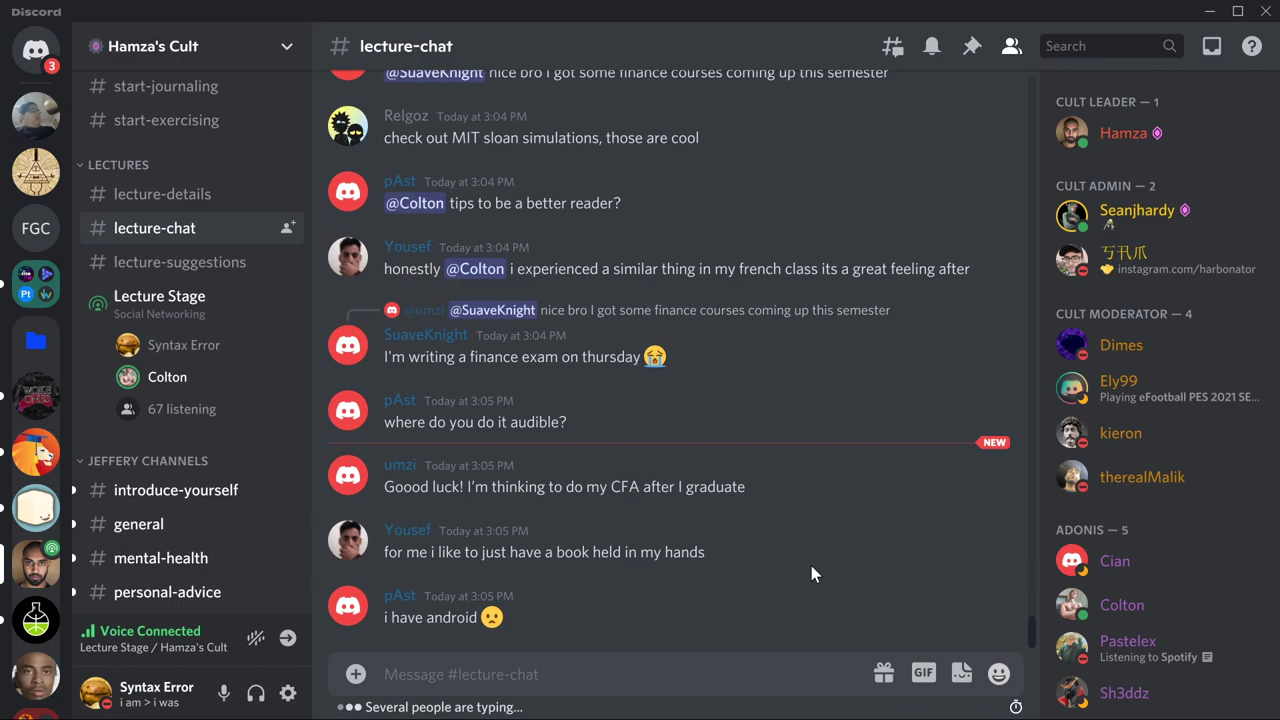 Discord
3
FGC
Pt
Hamza's Cult
start-journaling
start-exercising
LECTURES
lecture-details
lecture-chat
lecture-suggestions
Lecture Stage
Social Networking
Syntax Error
Colton
67 listening
JEFFERY CHANNELS
introduce-yourself
general
mental-health
personal-advice
Voice Connected
Lecture Stage / Hamza's Cult
Syntax Error
i am > i was
# lecture-chat
Search
@SuaveKnight nice bro I got some finance courses coming up this semester
Relgoz Today at 3:04 PM
check out MIT sloan simulations, those are cool
pAst Today at 3:04 PM
@Colton tips to be a better reader?
Yousef Today at 3:04 PM
honestly @Colton i experienced a similar thing in my french class its a great feeling after
@umzi @SuaveKnight nice bro I got some finance courses coming up this semester
SuaveKnight Today at 3:04 PM
I'm writing a finance exam on thursday 😭
pAst Today at 3:05 PM
where do you do it audible?
NEW
umzi Today at 3:05 PM
Goood luck! I'm thinking to do my CFA after I graduate
Yousef Today at 3:05 PM
for me i like to just have a book held in my hands
pAst Today at 3:05 PM
i have android 😟
Message #lecture-chat
GIF
Several people are typing...
CULT LEADER — 1
Hamza
CULT ADMIN — 2
Seanjhardy
instagram.com/harbonator
CULT MODERATOR — 4
Dimes
Ely99
Playing eFootball PES 2021 SE...
kieron
therealMalik
ADONIS — 5
Cian
Colton
Pastelex
Listening to Spotify
Sh3ddz